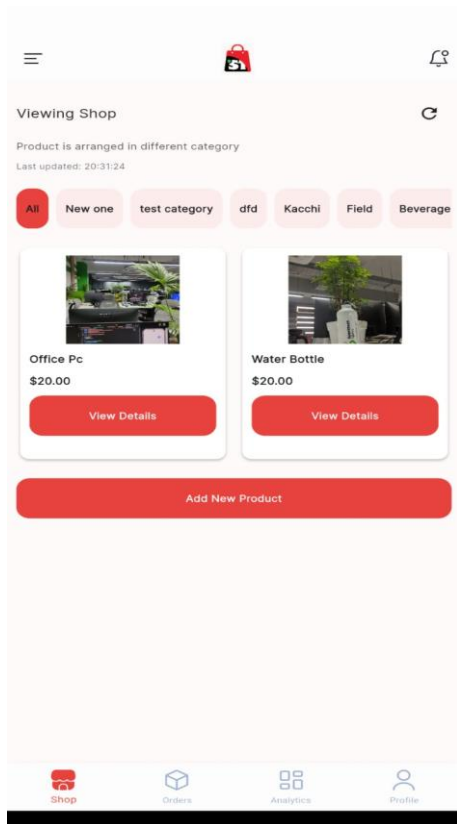 Viewing Shop
Product is arranged in different category
Last updated: 20:31:24
All New one test category dfd Kacchi Field Beverage
Office Pc Water Bottle
$20.00 $20.00
View Details View Details
Add New Product
Shop Orders Analytics Profile